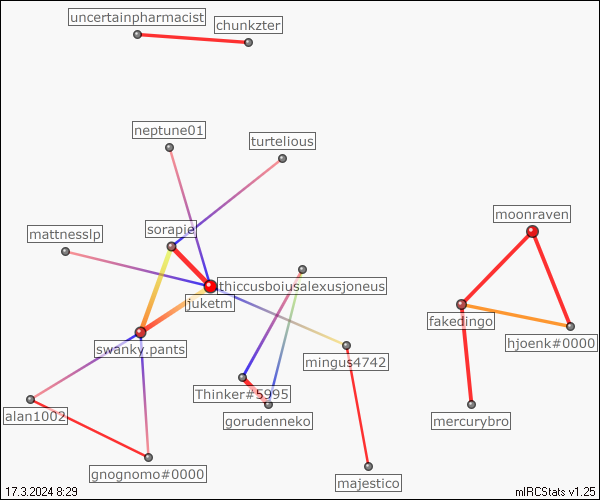 uncertainpharmacist
chunkzter
neptune01
turtelious
moonraven
sorapie
mattnesslp
thiccusboiusalexusjoneus
juketm
fakedingo
hjoenk#0000
swanky.pants
mingus4742
Thinker#5995
alan1002
gorudenneko
mercurybro
gnognomo#0000
majestico
17.3.2024 8:29
mIRCStats v1.25